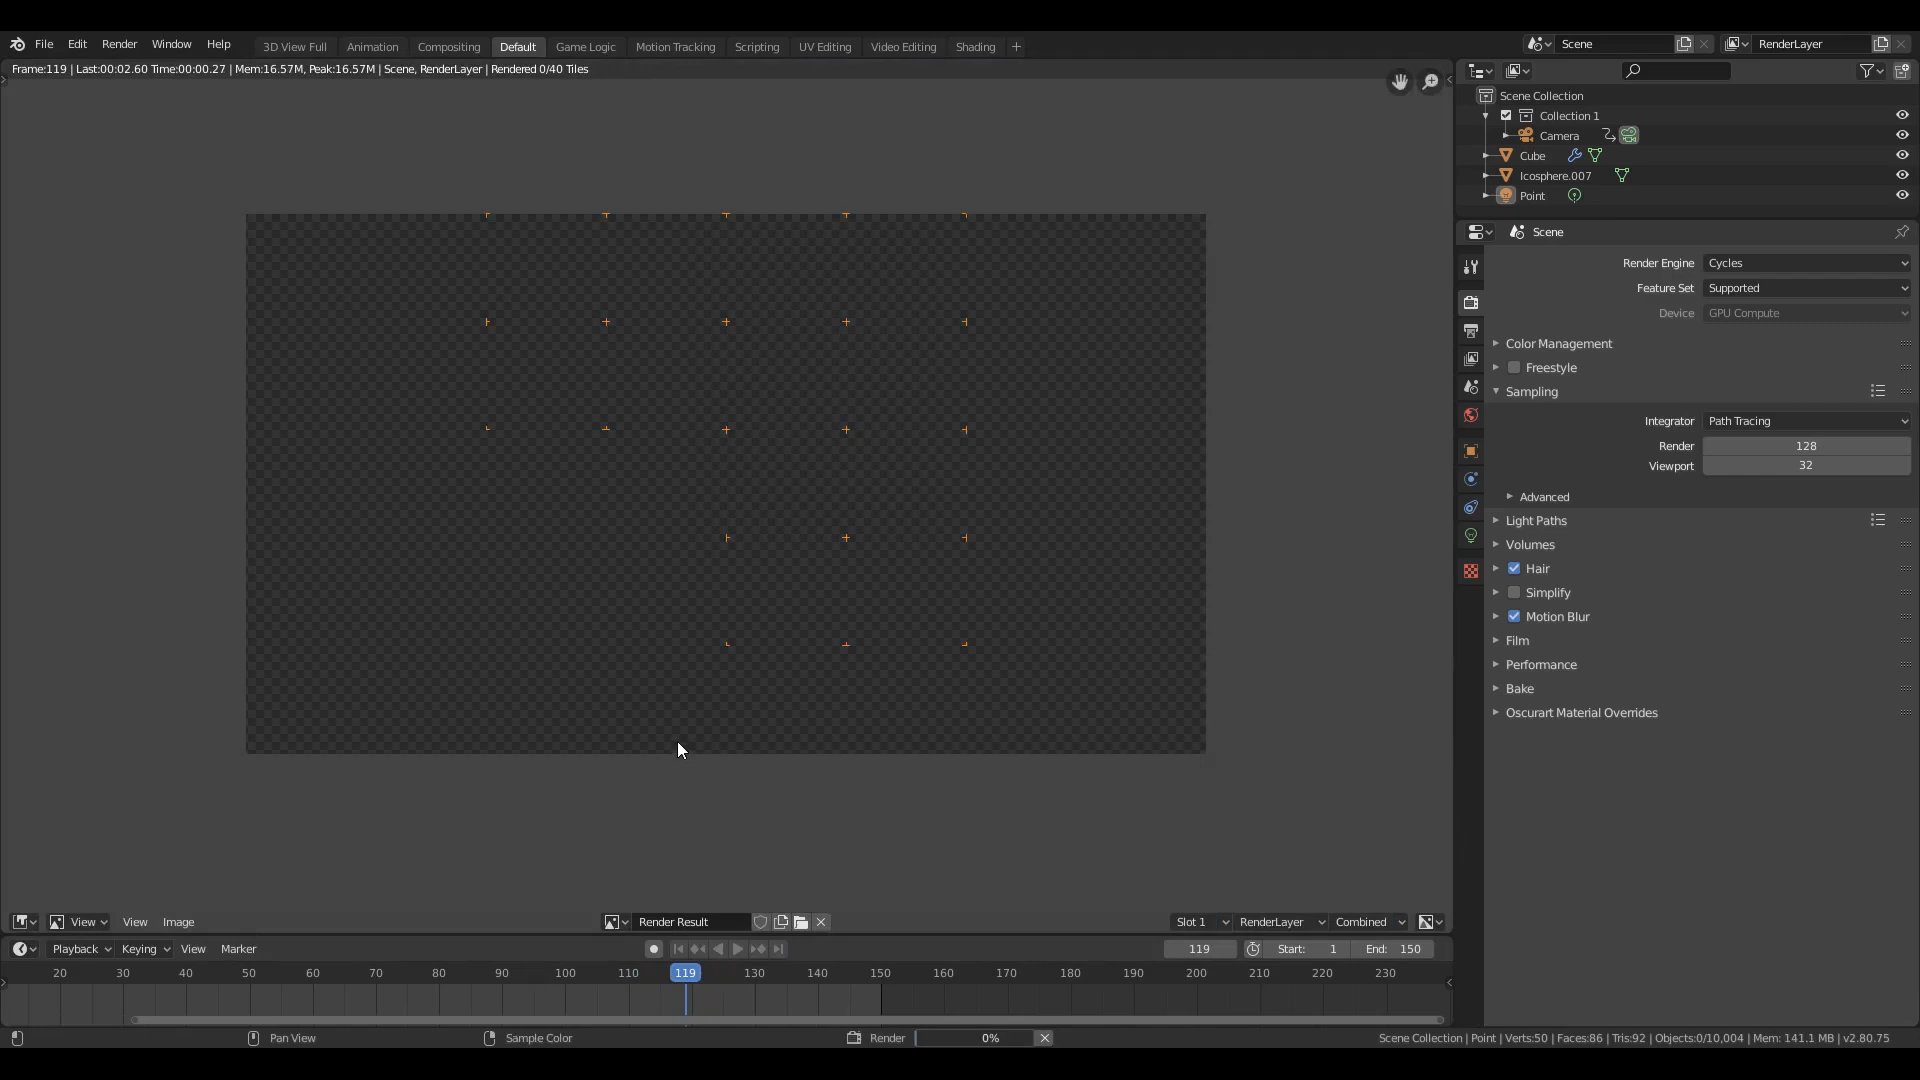 File Edit Render Window Help 3D View Full Animation Compositing Default Game Logic Motion Tracking Scripting UV Editing Video Editing Shading + Scene RenderLayer
Frame:119 | Last:00:02.60 Time:00:00.27 | Mem:16.57M, Peak:16.57M | Scene, RenderLayer | Rendered 0/40 Tiles
Scene Collection
Collection 1
Camera
Cube
Icosphere.007
Point
Scene
Render Engine Cycles
Feature Set Supported
Device GPU Compute
Color Management
Freestyle
Sampling
Integrator Path Tracing
Render 128
Viewport 32
Advanced
Light Paths
Volumes
Hair
Simplify
Motion Blur
Film
Performance
Bake
Oscurart Material Overrides
View View Image Render Result Slot 1 RenderLayer Combined
Playback Keying View Marker 119 Start: 1 End: 150
20 30 40 50 60 70 80 90 100 110 119 130 140 150 160 170 180 190 200 210 220 230
Pan View Sample Color Render 0% Scene Collection | Point | Verts:50 | Faces:86 | Tris:92 | Objects:0/10,004 | Mem: 141.1 MB | v2.80.75